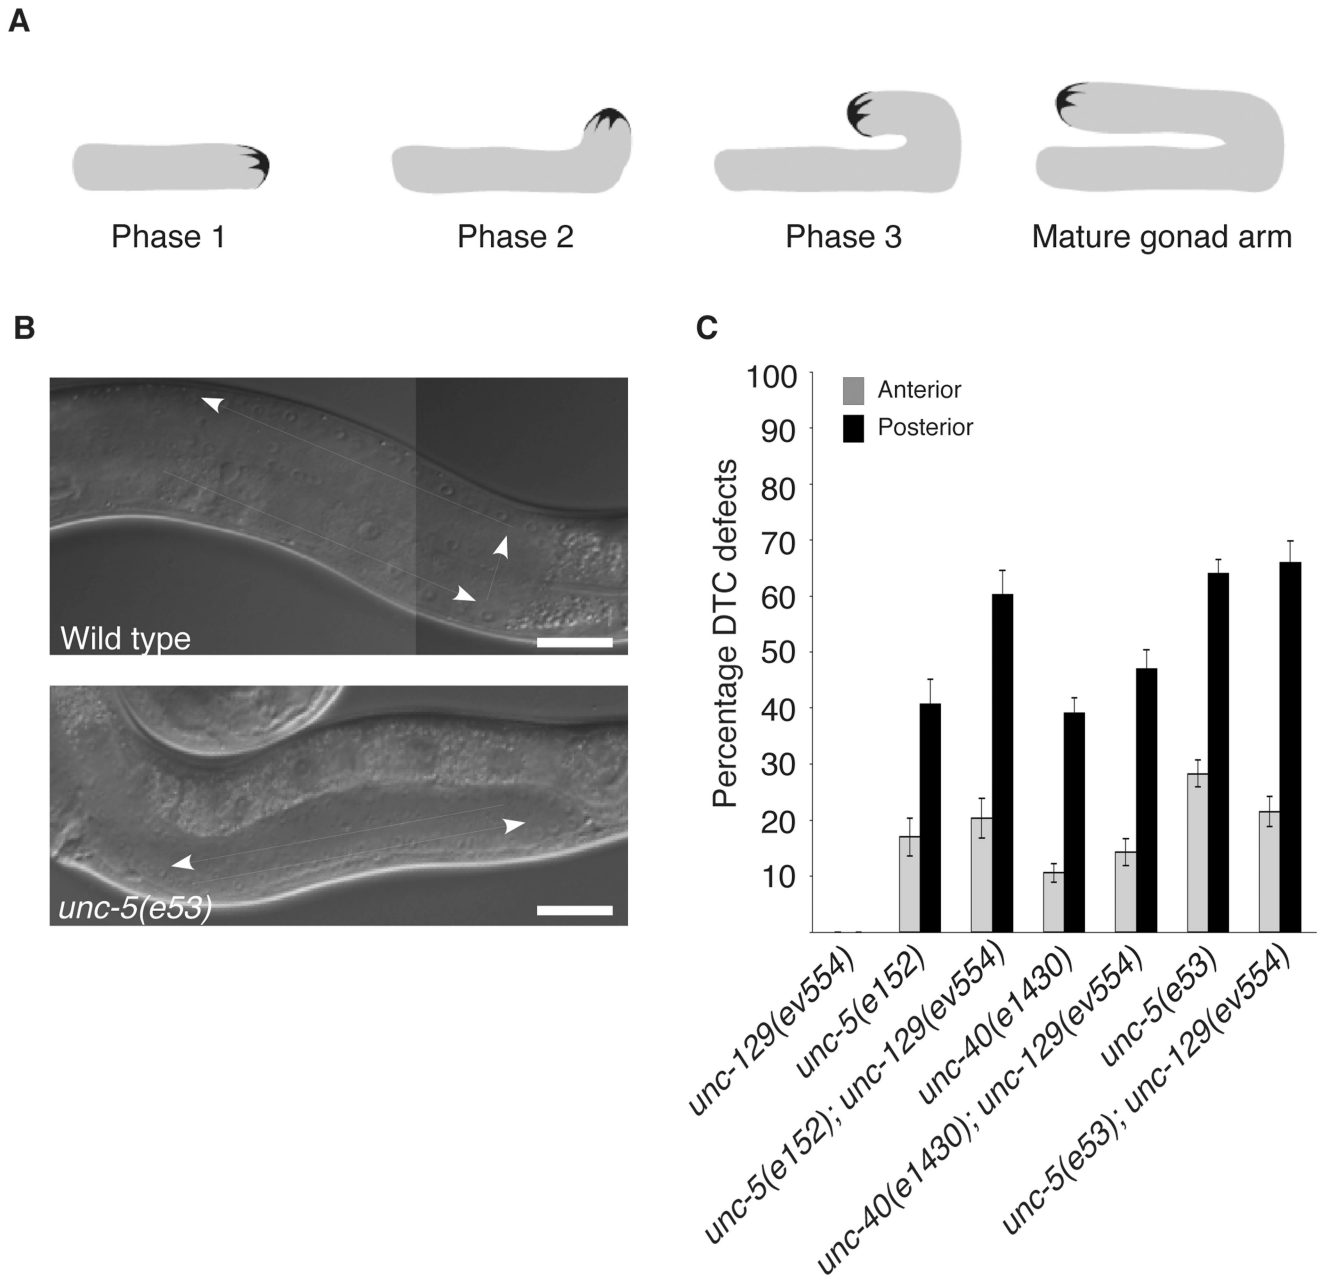 A
Phase 1
Phase 2
Phase 3
Mature gonad arm
B
Wild type
unc-5(e53)
C
Percentage DTC defects
100
90
80
70
60
50
40
30
20
10
Anterior
Posterior
unc-129(ev554)
unc-5(e152)
unc-5(e152); unc-129(ev554)
unc-40(e1430)
unc-40(e1430); unc-129(ev554)
unc-5(e53)
unc-5(e53); unc-129(ev554)